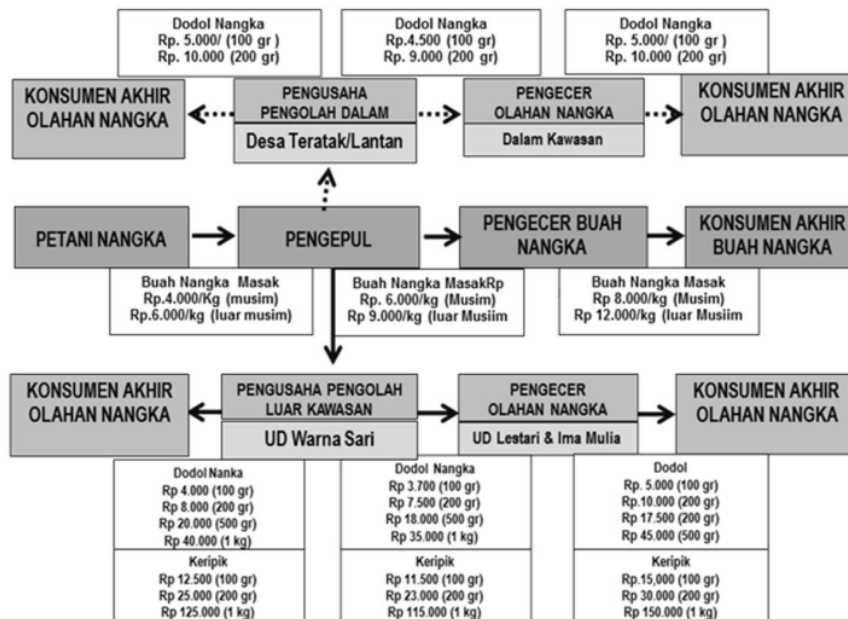 Dodol Nangka
Rp. 5.000/ (100 gr )
Rp. 10.000 (200 gr)
Dodol Nangka
Rp.4.500 (100 gr)
Rp. 9.000 (200 gr)
Dodol Nangka
Rp. 5.000/ (100 gr )
Rp. 10.000 (200 gr)
KONSUMEN AKHIR
OLAHAN NANGKA
PENGUSAHA
PENGOLAH DALAM
Desa Teratak/Lantan
PENGECER
OLAHAN NANGKA
Dalam Kawasan
KONSUMEN AKHIR
OLAHAN NANGKA
PETANI NANGKA
PENGEPUL
PENGECER BUAH
NANGKA
KONSUMEN AKHIR
BUAH NANGKA
Buah Nangka Masak
Rp.4.000/Kg (musim)
Rp.6.000/kg (luar musim)
Buah Nangka MasakRp
Rp. 6.000/kg (Musim)
Rp 9.000/kg (luar Musiim
Buah Nangka Masak
Rp 8.000/kg (Musim)
Rp 12.000/kg (luar Musiim
KONSUMEN AKHIR
OLAHAN NANGKA
PENGUSAHA PENGOLAH
LUAR KAWASAN
UD Warna Sari
PENGECER
OLAHAN NANGKA
UD Lestari & Ima Mulia
KONSUMEN AKHIR
OLAHAN NANGKA
Dodol Nanka
Rp 4.000 (100 gr)
Rp 8.000 (200 gr)
Rp 20.000 (500 gr)
Rp 40.000 (1 kg)
Keripik
Rp 12.500 (100 gr)
Rp 25.000 (200 gr)
Rp 125.000 (1 kg)
Dodol Nangka
Rp 3.700 (100 gr)
Rp 7.500 (200 gr)
Rp 18.000 (500 gr)
Rp 35.000 (1 kg)
Keripik
Rp 11.500 (100 gr)
Rp 23.000 (200 gr)
Rp 115.000 (1 kg)
Dodol
Rp. 5.000 (100 gr)
Rp.10.000 (200 gr)
Rp 17.500 (200 gr)
Rp 45.000 (500 gr)
Keripik
Rp.15,000 (100 gr)
Rp 30.000 (200 gr)
Rp 150.000 (1 kg)